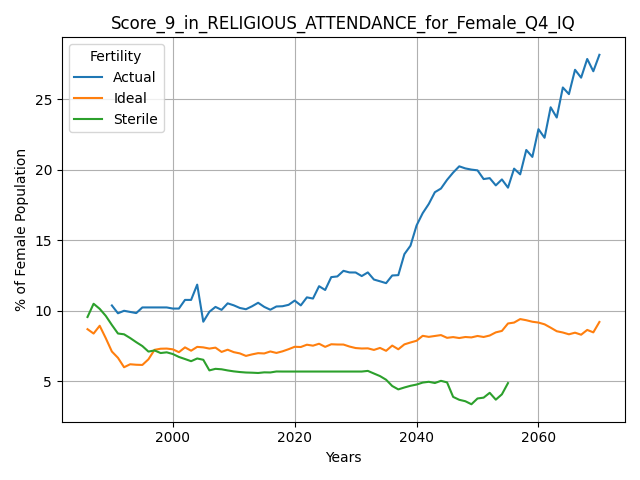 Score_9_in_RELIGIOUS_ATTENDANCE_for_Female_Q4_IQ
Fertility
Actual
Ideal
Sterile
% of Female Population
25
20
15
10
5
2000
2020
2040
2060
Years